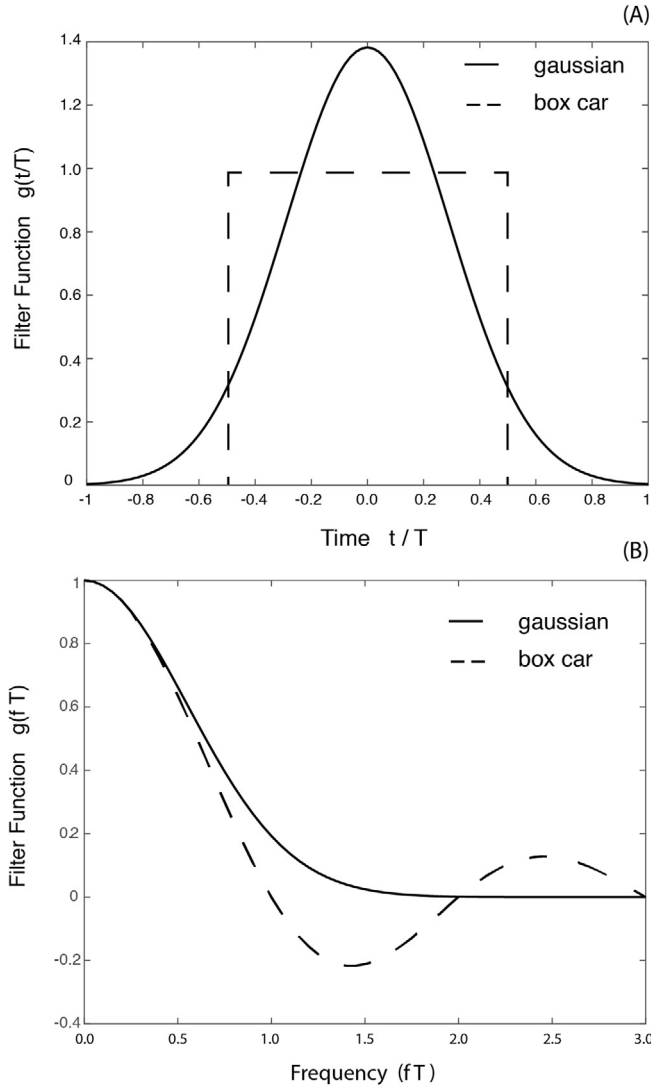 (A)
1.4
gaussian
1.2
box car
1.0
0.8
0.6
0.4
0.2
0
-1 -0.8 -0.6 -0.4 -0.2 0.0 0.2 0.4 0.6 0.8 1
Filter Function g(t/T)
Time t / T
(B)
1
gaussian
0.8
box car
0.6
0.4
0.2
0
-0.2
-0.4
0.0 0.5 1.0 1.5 2.0 2.5 3.0
Filter Function g(f T)
Frequency (f T)